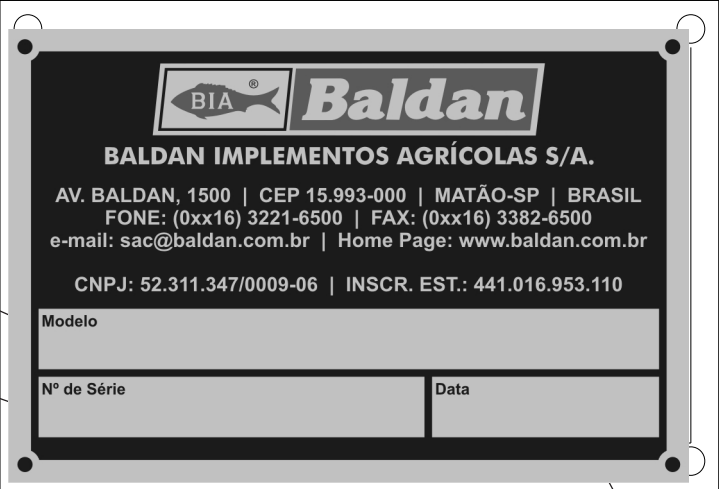 BIA ® Baldan
BALDAN IMPLEMENTOS AGRÍCOLAS S/A.
AV. BALDAN, 1500 | CEP 15.993-000 | MATÃO-SP | BRASIL
FONE: (0xx16) 3221-6500 | FAX: (0xx16) 3382-6500
e-mail: sac@baldan.com.br | Home Page: www.baldan.com.br
CNPJ: 52.311.347/0009-06 | INSCR. EST.: 441.016.953.110
Modelo
Nº de Série Data